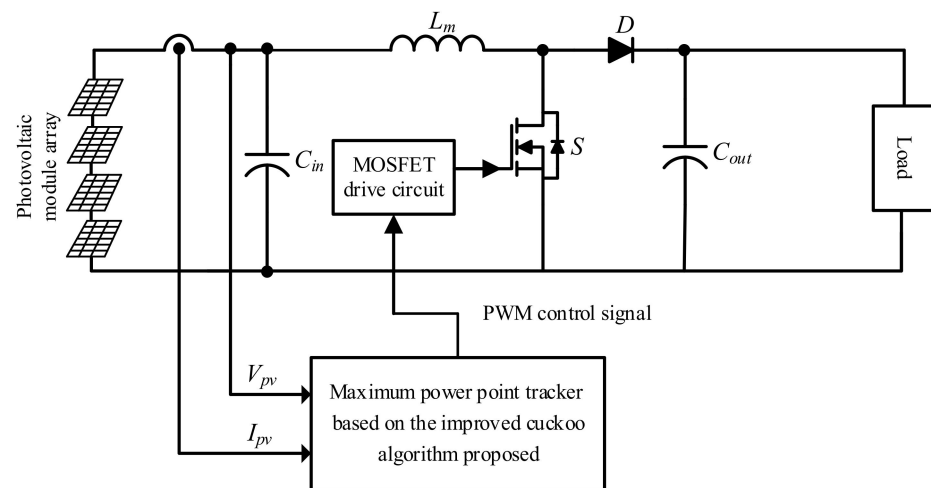 L_m
D
Photovoltaic
module array
C_in
MOSFET
drive circuit
S
C_out
Load
PWM control signal
V_pv
I_pv
Maximum power point tracker
based on the improved cuckoo
algorithm proposed